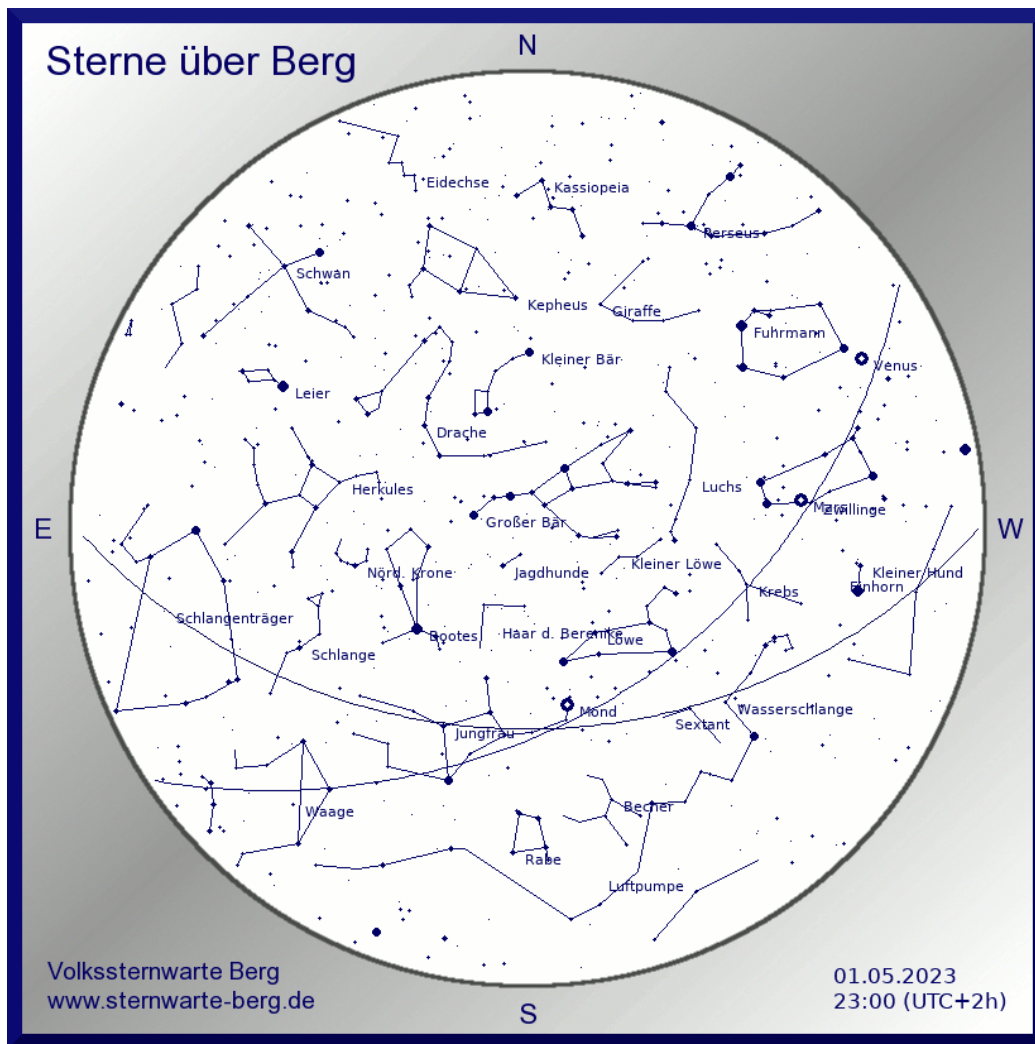 N
Sterne über Berg
Eidechse
Kassiopeia
Perseus
Schwan
Kepheus
Giraffe
Fuhrmann
Kleiner Bär
Venus
Leier
Drache
Herkules
Luchs
Großer Bär
Mars
Zwillinge
E
W
Nörd. Krone
Jagdhunde
Kleiner Löwe
Kleiner Hund
Einhorn
Krebs
Schlangenträger
Bootes
Haar d. Berenike
Löwe
Schlange
Mond
Wasserschlange
Sextant
Jungfrau
Waage
Becher
Rabe
Luftpumpe
Volkssternwarte Berg
www.sternwarte-berg.de
01.05.2023
23:00 (UTC+2h)
S